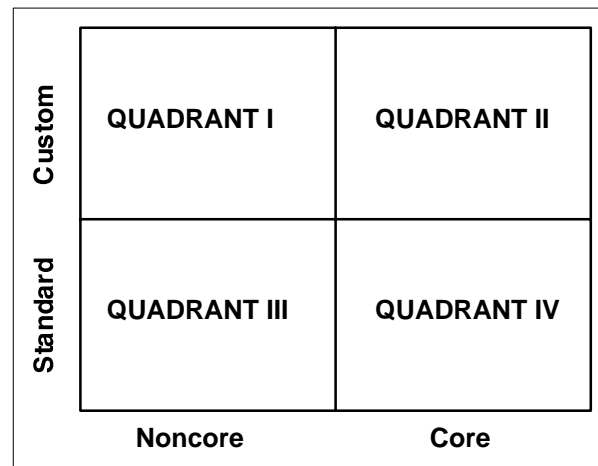 Custom
QUADRANT I
QUADRANT II
Standard
QUADRANT III
QUADRANT IV
Noncore
Core